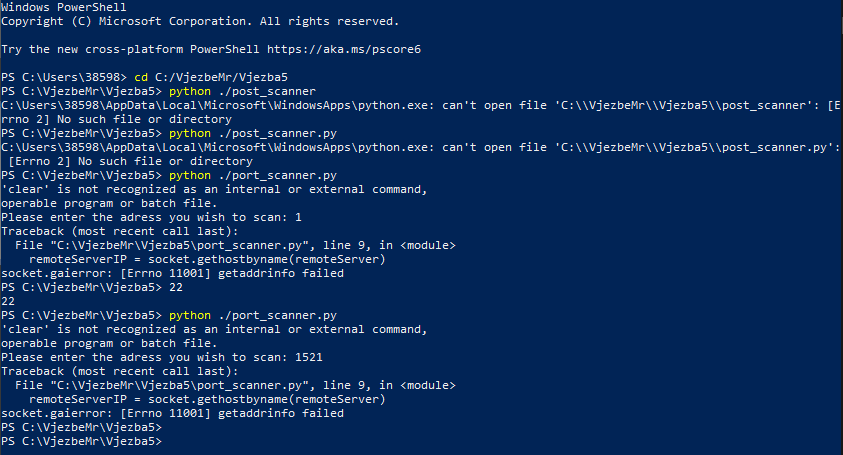 Windows PowerShell
Copyright (C) Microsoft Corporation. All rights reserved.
Try the new cross-platform PowerShell https://aka.ms/pscore6
PS C:\Users\38598> cd C:/VjezbeMr/Vjezba5
PS C:\VjezbeMr\Vjezba5> python ./post_scanner
C:\Users\38598\AppData\Local\Microsoft\WindowsApps\python.exe: can't open file 'C:\\VjezbeMr\\Vjezba5\\post_scanner': [E
rrno 2] No such file or directory
PS C:\VjezbeMr\Vjezba5> python ./post_scanner.py
C:\Users\38598\AppData\Local\Microsoft\WindowsApps\python.exe: can't open file 'C:\\VjezbeMr\\Vjezba5\\post_scanner.py':
 [Errno 2] No such file or directory
PS C:\VjezbeMr\Vjezba5> python ./port_scanner.py
'clear' is not recognized as an internal or external command,
operable program or batch file.
Please enter the adress you wish to scan: 1
Traceback (most recent call last):
  File "C:\VjezbeMr\Vjezba5\port_scanner.py", line 9, in <module>
    remoteServerIP = socket.gethostbyname(remoteServer)
socket.gaierror: [Errno 11001] getaddrinfo failed
PS C:\VjezbeMr\Vjezba5> 22
22
PS C:\VjezbeMr\Vjezba5> python ./port_scanner.py
'clear' is not recognized as an internal or external command,
operable program or batch file.
Please enter the adress you wish to scan: 1521
Traceback (most recent call last):
  File "C:\VjezbeMr\Vjezba5\port_scanner.py", line 9, in <module>
    remoteServerIP = socket.gethostbyname(remoteServer)
socket.gaierror: [Errno 11001] getaddrinfo failed
PS C:\VjezbeMr\Vjezba5>
PS C:\VjezbeMr\Vjezba5>